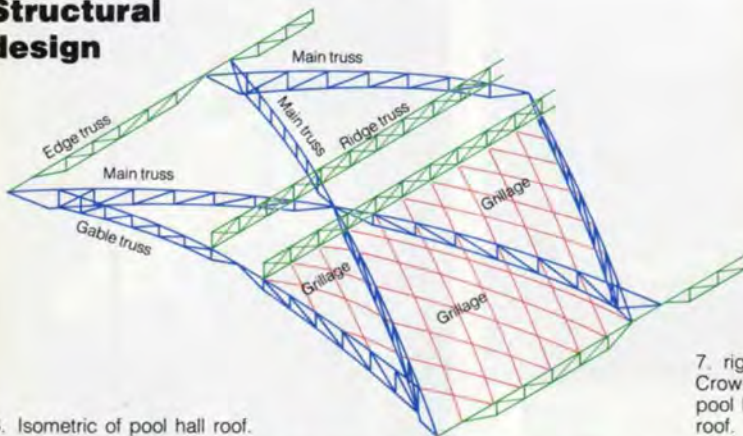 Structural
design
Main truss
Edge truss
Main truss
Ridge truss
Main truss
Gable truss
Grillage
Grillage
Grillage
. Isometric of pool hall roof.
7. rig
Crow
pool
roof.